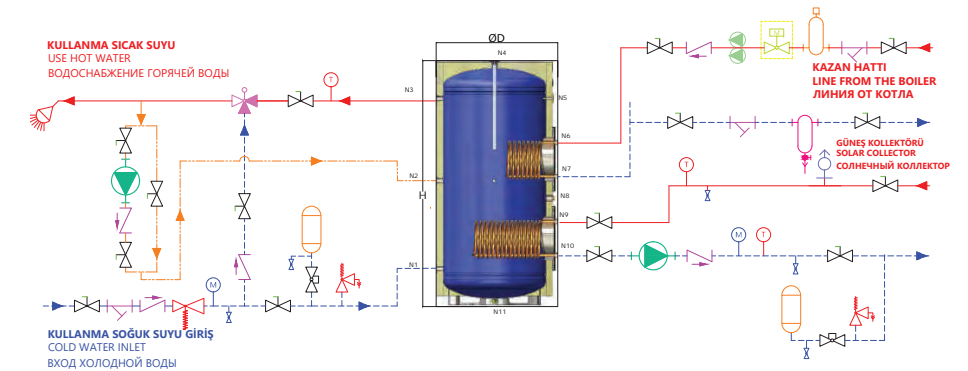 KULLANMA SICAK SUYU
USE HOT WATER
ВОДОСНАБЖЕНИЕ ГОРЯЧЕЙ ВОДЫ
T
M
KAZAN HATTI
LINE FROM THE BOILER
ЛИНИЯ ОТ КОТЛА
ØD
N4
N3
N5
N6
N7
N2
H
N8
N9
N10
N1
N11
GÜNEŞ KOLLEKTÖRÜ
SOLAR COLLECTOR
СОЛНЕЧНЫЙ КОЛЛЕКТОР
T
M
T
M
KULLANMA SOĞUK SUYU GİRİŞ
COLD WATER INLET
ВХОД ХОЛОДНОЙ ВОДЫ